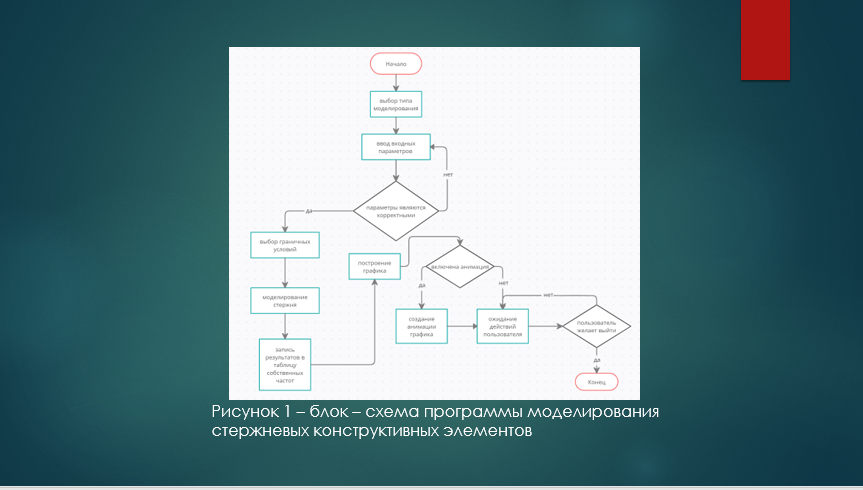 Начало
выбор типа
моделирования
ввод входных
параметров
нет
параметры являются
корректными
да
выбор граничных
условий
построение
графика
включена анимация
да
нет
нет
моделирование
стержня
создание
анимации
графика
ожидание
действий
пользователя
пользователь
желает выйти
запись
результатов в
таблицу
собственных
частот
да
Конец
Рисунок 1 – блок – схема программы моделирования
стержневых конструктивных элементов